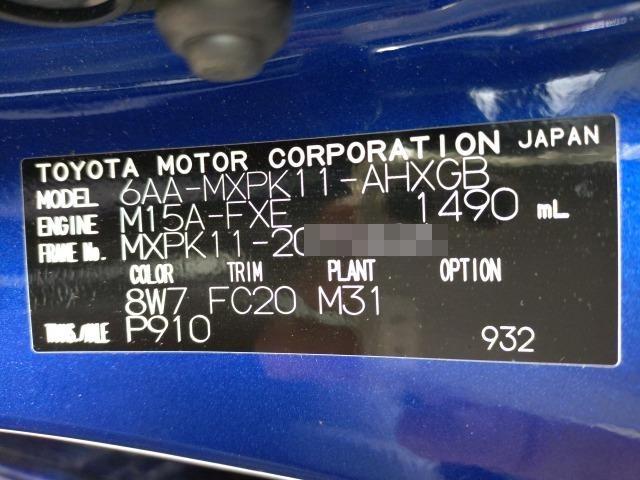 TOYOTA MOTOR CORPORATION JAPAN
MODEL 6AA-MXPK11-AHXGB
ENGINE M15A-FXE 1490 mL
FRAME No. MXPK11-20
COLOR TRIM PLANT OPTION
8W7 FC20 M31
TRANS./AXLE P910 932